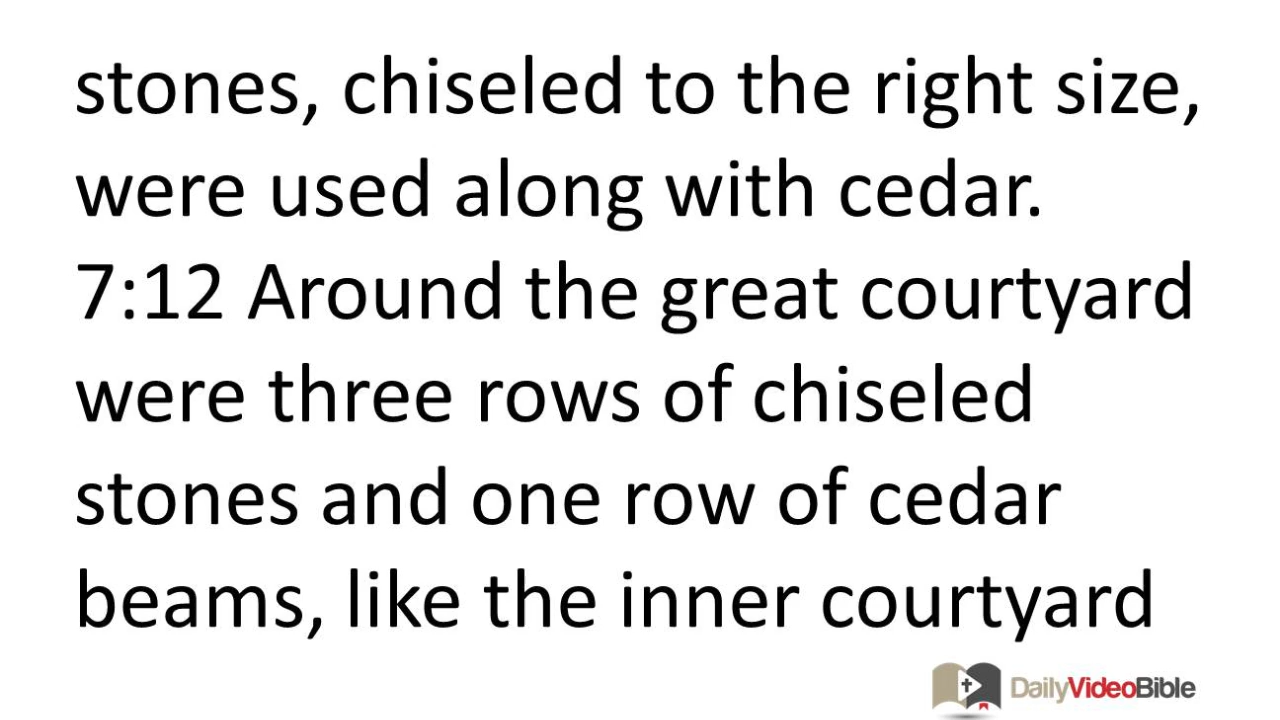 stones, chiseled to the right size,
were used along with cedar.
7:12 Around the great courtyard
were three rows of chiseled
stones and one row of cedar
beams, like the inner courtyard
DailyVideoBible